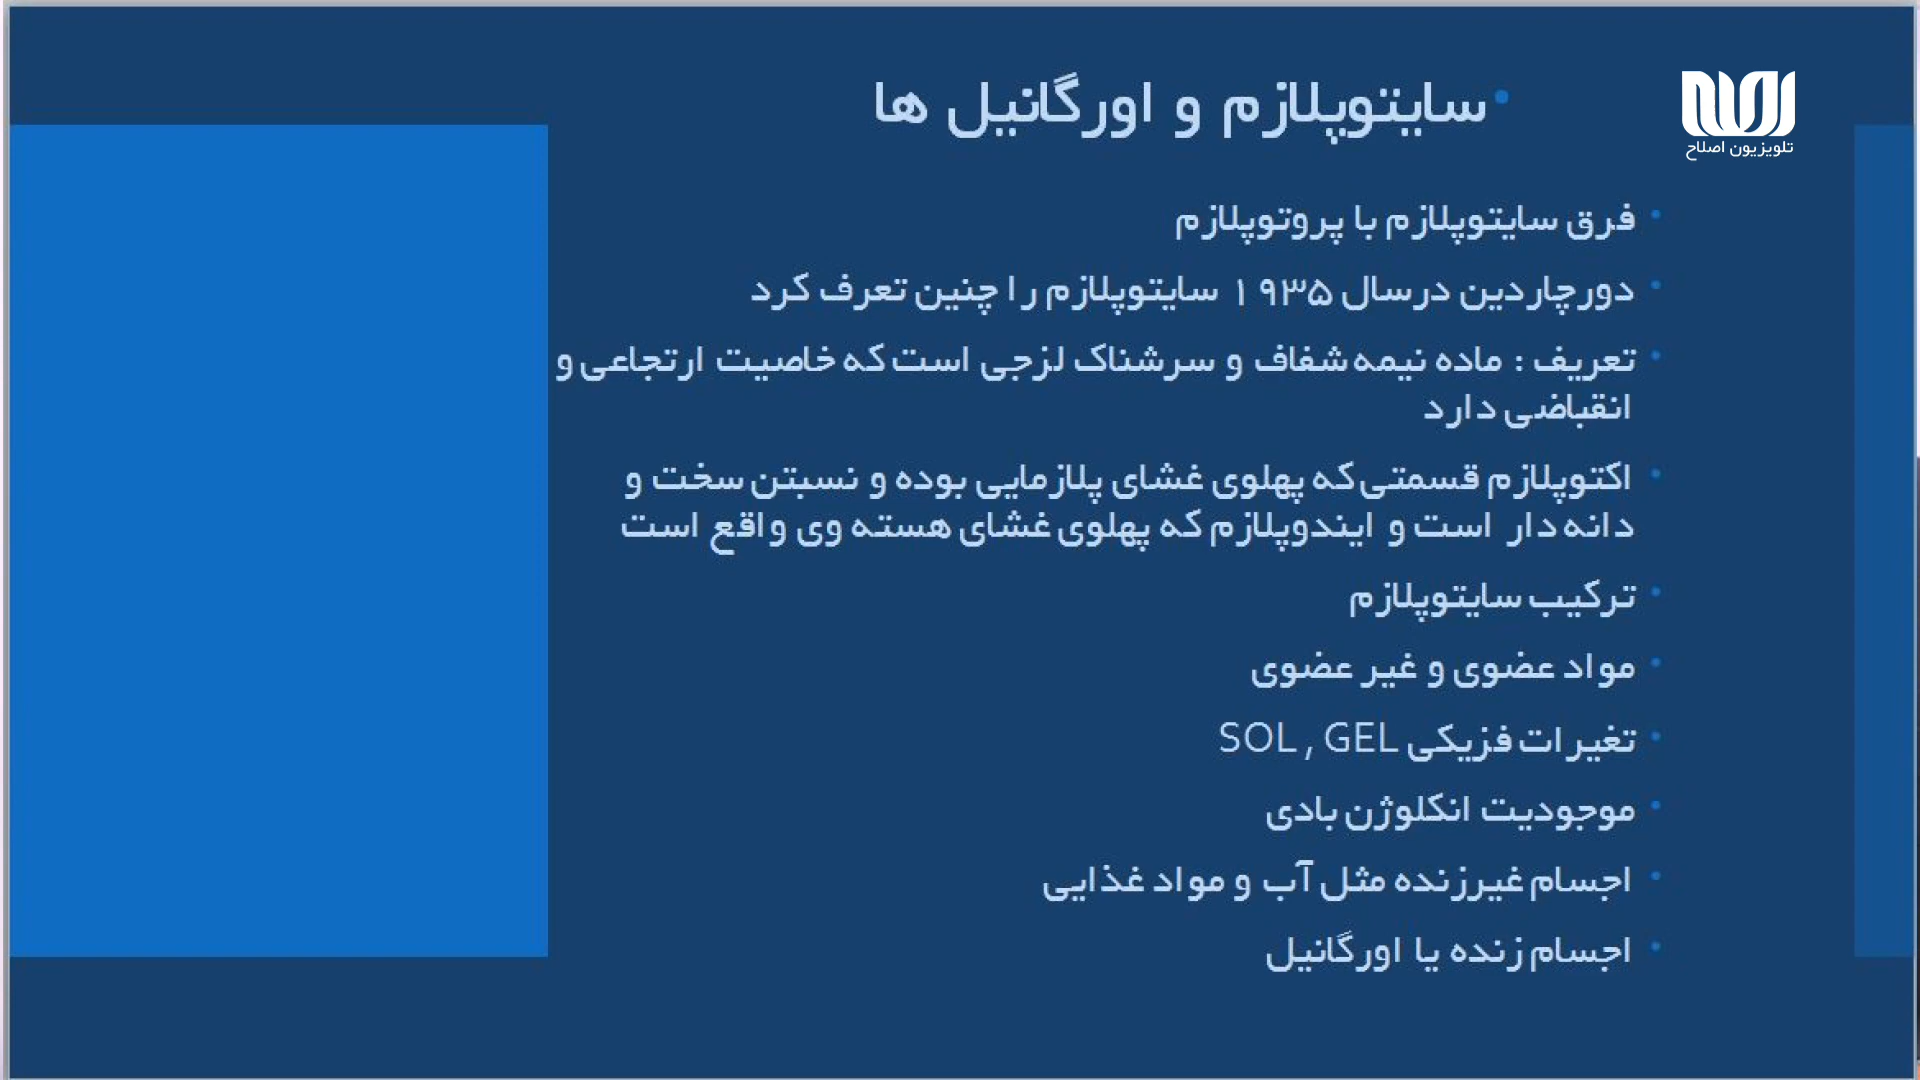 سایتوپلازم و اورگانیل ها
تلویزیون اصلاح
فرق سایتوپلازم با پروتوپلازم
دورچاردین درسال ۱۹۳۵ سایتوپلازم را چنین تعرف کرد
تعریف : ماده نیمه شفاف و سرشناک لزجی است که خاصیت ارتجاعی و
انقباضی دارد
اکتوپلازم قسمتی که پهلوی غشای پلازمایی بوده و نسبتن سخت و
دانه دار است و ایندوپلازم که پهلوی غشای هسته وی واقع است
ترکیب سایتوپلازم
مواد عضوی و غیر عضوی
تغیرات فزیکی SOL , GEL
موجودیت انکلوژن بادی
اجسام غیرزنده مثل آب و مواد غذایی
اجسام زنده یا اورگانیل